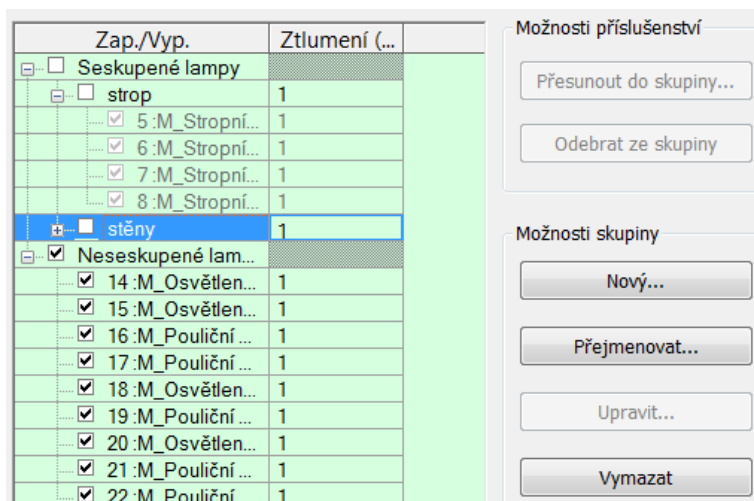 Zap./Vyp. Ztlumení (...
Seskupené lampy
strop 1
5 :M_Stropní... 1
6 :M_Stropní... 1
7 :M_Stropní... 1
8 :M_Stropní... 1
stěny 1
Neseskupené lam...
14 :M_Osvětlen... 1
15 :M_Osvětlen... 1
16 :M_Pouliční ... 1
17 :M_Pouliční ... 1
18 :M_Osvětlen... 1
19 :M_Pouliční ... 1
20 :M_Osvětlen... 1
21 :M_Pouliční ... 1
22 :M_Pouliční 1
Možnosti příslušenství
Přesunout do skupiny...
Odebrat ze skupiny
Možnosti skupiny
Nový...
Přejmenovat...
Upravit...
Vymazat